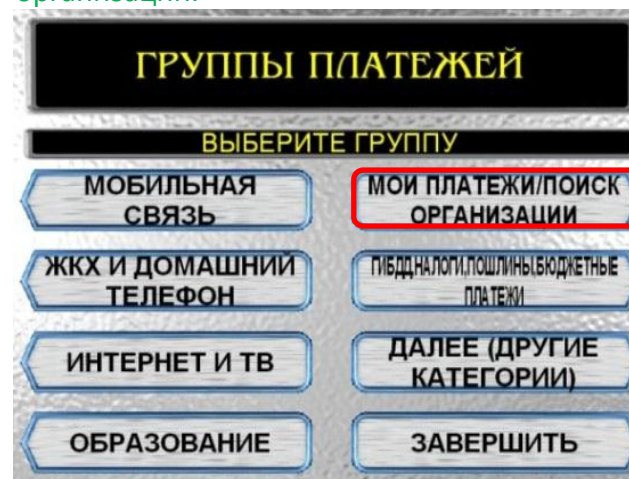 организации.
ГРУППЫ ПЛАТЕЖЕЙ
ВЫБЕРИТЕ ГРУППУ
МОБИЛЬНАЯ
СВЯЗЬ
МОИ ПЛАТЕЖИ/ПОИСК
ОРГАНИЗАЦИИ
ЖКХ И ДОМАШНИЙ
ТЕЛЕФОН
ГИБДД,НАЛОГИ,ПОШЛИНЫ,БЮДЖЕТНЫЕ
ПЛАТЕЖИ
ИНТЕРНЕТ И ТВ
ДАЛЕЕ (ДРУГИЕ
КАТЕГОРИИ)
ОБРАЗОВАНИЕ
ЗАВЕРШИТЬ